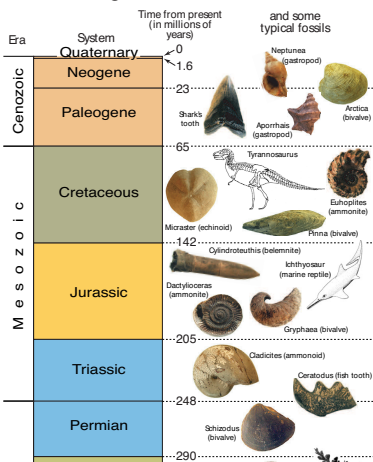 Era
System
Time from present
(in millions of
years)
and some
typical fossils
Quaternary
0
1.6
Cenozoic
Neogene
Neptunea
(gastropod)
23
Paleogene
Shark's
tooth
Aporrhais
(gastropod)
Arctica
(bivalve)
65
Mesozoic
Cretaceous
Tyrannosaurus
Euhoplites
(ammonite)
Micraster (echinoid)
Pinna (bivalve)
142
Jurassic
Cylindroteuthis (belemnite)
Ichthyosaur
(marine reptile)
Dactylioceras
(ammonite)
Gryphaea (bivalve)
205
Triassic
Cladicites (ammonoid)
Ceratodus (fish tooth)
248
Permian
Schizodus
(bivalve)
290